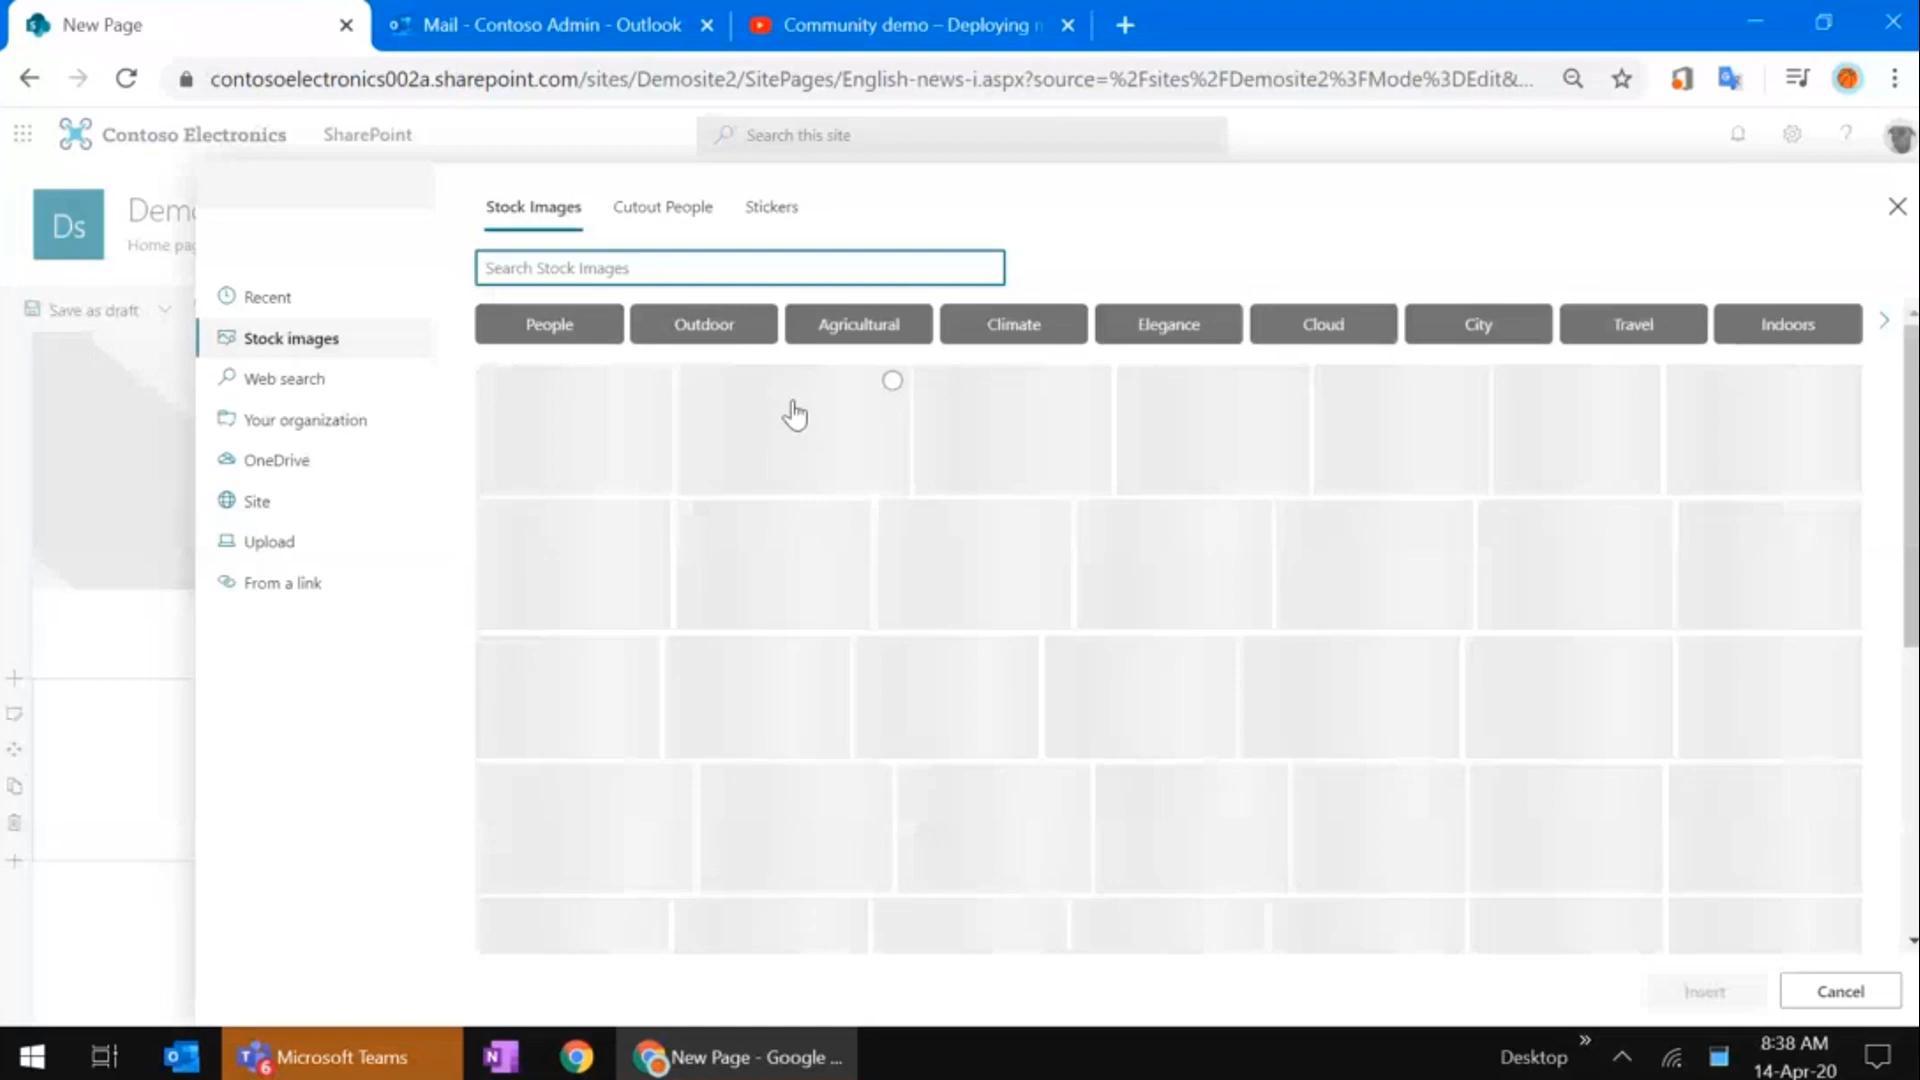 New Page
Mail - Contoso Admin - Outlook
Community demo – Deploying
contosoelectronics002a.sharepoint.com/sites/Demosite2/SitePages/English-news-i.aspx?source=%2Fsites%2FDemosite2%3FMode%3DEdit&...
Contoso Electronics
SharePoint
Search this site
?
Ds
Demo
Home pag
Save as draft
Stock Images
Cutout People
Stickers
Search Stock Images
People
Outdoor
Agricultural
Climate
Elegance
Cloud
City
Travel
Indoors
Recent
Stock images
Web search
Your organization
OneDrive
Site
Upload
From a link
Insert
Cancel
6
Microsoft Teams
New Page - Google ...
Desktop
8:38 AM
14-Apr-20